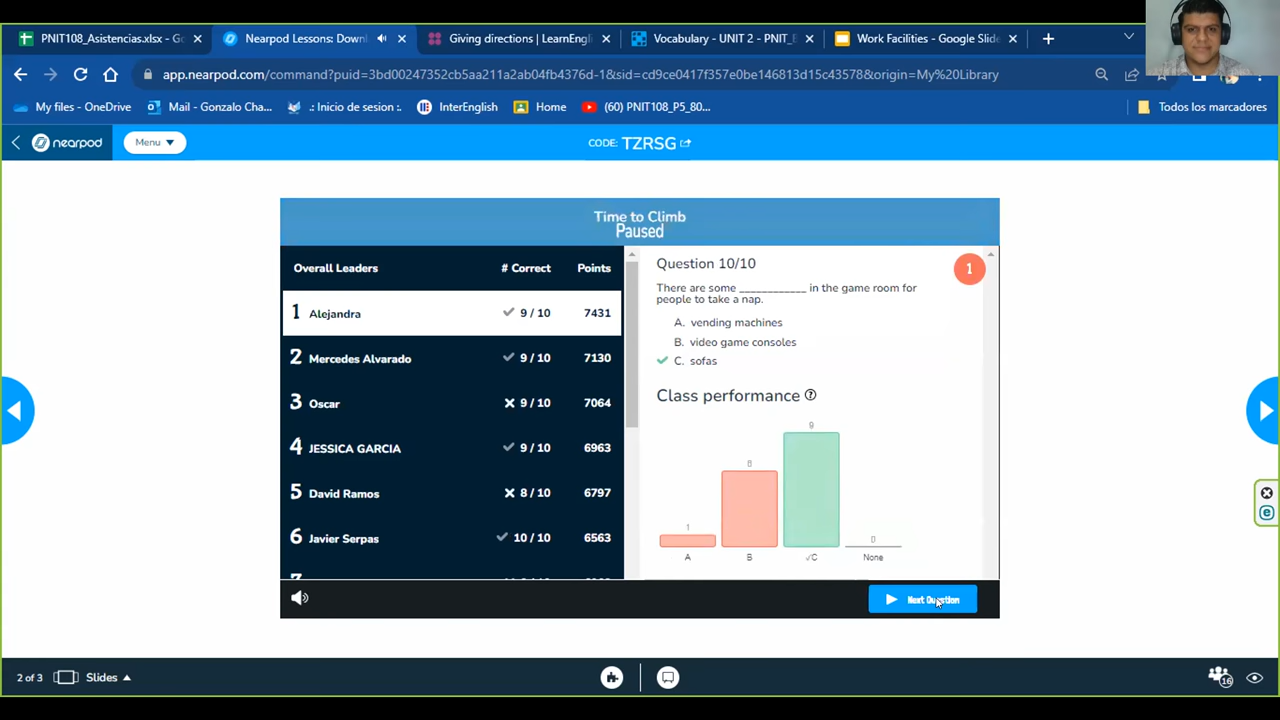 PNIT108_Asistencias.xlsx - Go
Nearpod Lessons: Downl
Giving directions | LearnEngli
Vocabulary - UNIT 2 - PNIT_E
Work Facilities - Google Slide
app.nearpod.com/command?puid=3bd00247352cb5aa211a2ab04fb4376d-1&sid=cd9ce0417f357e0be146813d15c43578&origin=My%20Library
My files - OneDrive
Mail - Gonzalo Cha...
.: Inicio de sesion :.
InterEnglish
Home
(60) PNIT108_P5_80...
Todos los marcadores
nearpod
Menu
CODE: TZRSG
Time to Climb
Paused
Overall Leaders # Correct Points
1 Alejandra 9 / 10 7431
2 Mercedes Alvarado 9 / 10 7130
3 Oscar 9 / 10 7064
4 JESSICA GARCIA 9 / 10 6963
5 David Ramos 8 / 10 6797
6 Javier Serpas 10 / 10 6563
Question 10/10
1
There are some ____________ in the game room for
people to take a nap.
A. vending machines
B. video game consoles
C. sofas
Class performance ?
9
1
0
A B √C None
Next Question
2 of 3
Slides
16